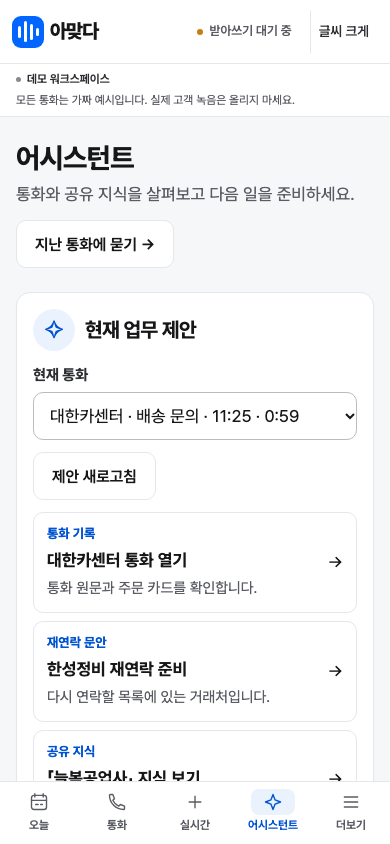 아맞다
받아쓰기 대기 중
글씨 크게
데모 워크스페이스
모든 통화는 가짜 예시입니다. 실제 고객 녹음은 올리지 마세요.
어시스턴트
통화와 공유 지식을 살펴보고 다음 일을 준비하세요.
지난 통화에 묻기 →
현재 업무 제안
현재 통화
대한카센터 · 배송 문의 · 11:25 · 0:59
제안 새로고침
통화 기록
대한카센터 통화 열기 →
통화 원문과 주문 카드를 확인합니다.
재연락 문안
한성정비 재연락 준비 →
다시 연락할 목록에 있는 거래처입니다.
공유 지식
「늘봄공업사」 지식 보기 →
오늘
통화
실시간
어시스턴트
더보기